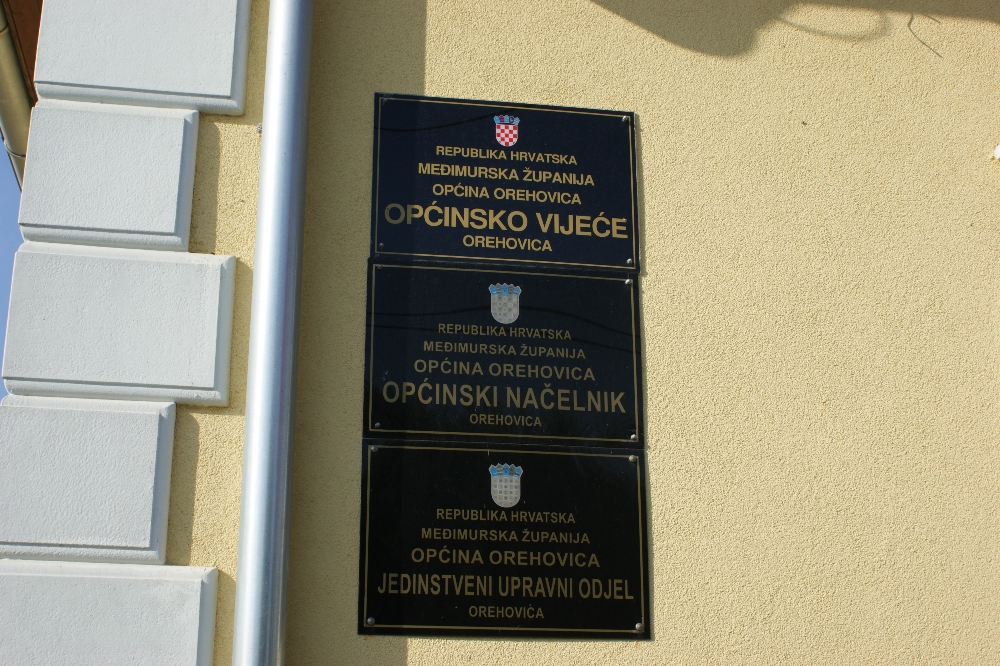 REPUBLIKA HRVATSKA
MEĐIMURSKA ŽUPANIJA
OPĆINA OREHOVICA
OPĆINSKO VIJEĆE
OREHOVICA
REPUBLIKA HRVATSKA
MEĐIMURSKA ŽUPANIJA
OPĆINA OREHOVICA
OPĆINSKI NAČELNIK
OREHOVICA
REPUBLIKA HRVATSKA
MEĐIMURSKA ŽUPANIJA
OPĆINA OREHOVICA
JEDINSTVENI UPRAVNI ODJEL
OREHOVICA